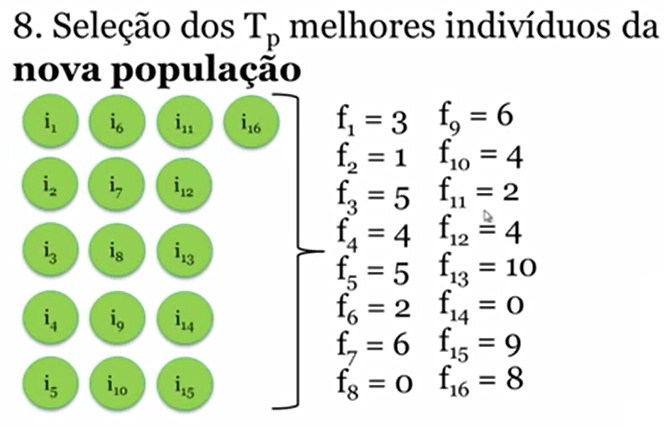 8. Seleção dos Tₚ melhores indivíduos da
nova população
i₁ i₆ i₁₁ i₁₆
i₂ i₇ i₁₂
i₃ i₈ i₁₃
i₄ i₉ i₁₄
i₅ i₁₀ i₁₅
f₁ = 3 f₉ = 6
f₂ = 1 f₁₀ = 4
f₃ = 5 f₁₁ = 2
f₄ = 4 f₁₂ = 4
f₅ = 5 f₁₃ = 10
f₆ = 2 f₁₄ = 0
f₇ = 6 f₁₅ = 9
f₈ = 0 f₁₆ = 8